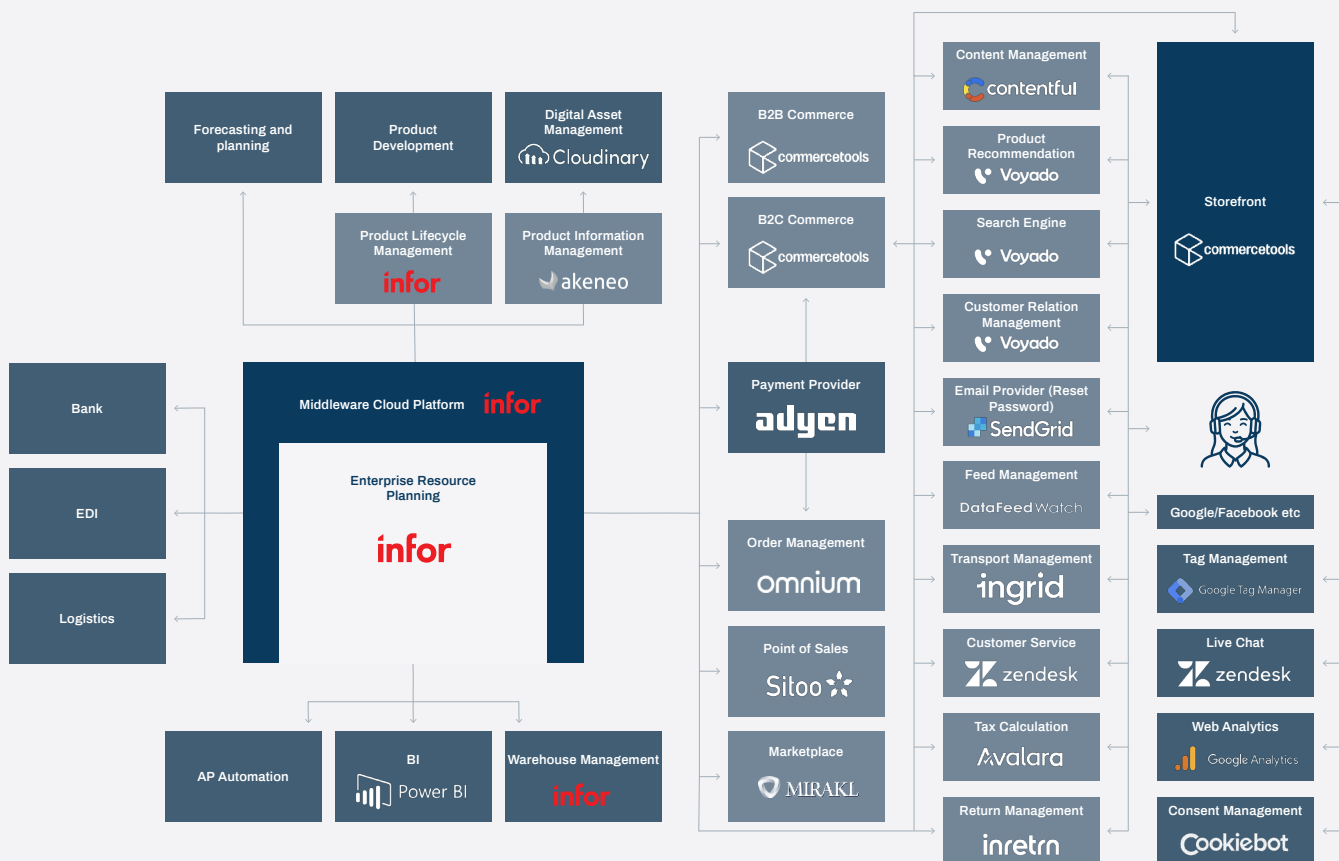 Forecasting and
planning
Product
Development
Digital Asset
Management
Cloudinary
Product Lifecycle
Management
infor
Product Information
Management
akeneo
Bank
EDI
Logistics
Middleware Cloud Platform infor
Enterprise Resource
Planning
infor
AP Automation
BI
Power BI
Warehouse Management
infor
B2B Commerce
commercetools
B2C Commerce
commercetools
Payment Provider
adyen
Order Management
omnium
Point of Sales
Sitoo
Marketplace
MIRAKL
Content Management
contentful
Product
Recommendation
Voyado
Search Engine
Voyado
Customer Relation
Management
Voyado
Email Provider (Reset
Password)
SendGrid
Feed Management
DataFeedWatch
Transport Management
ingrid
Customer Service
zendesk
Tax Calculation
Avalara
Return Management
inretrn
Storefront
commercetools
Google/Facebook etc
Tag Management
Google Tag Manager
Live Chat
zendesk
Web Analytics
Google Analytics
Consent Management
Cookiebot